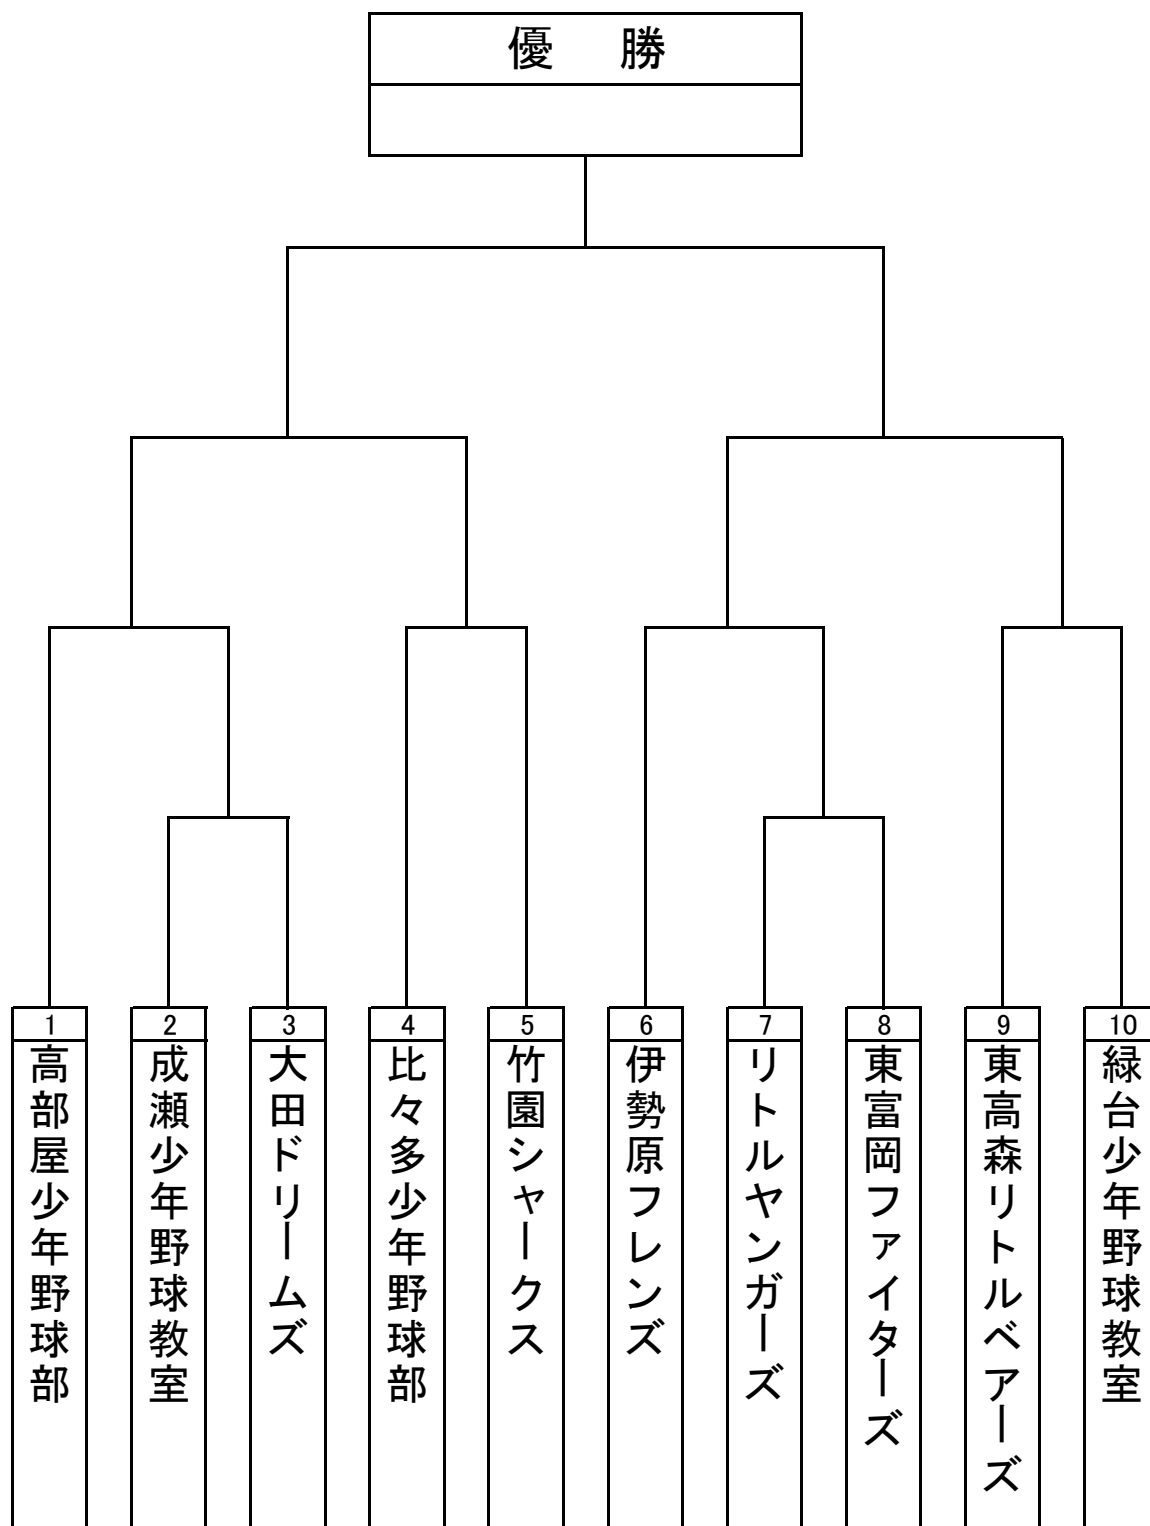 優　勝
1
高部屋少年野球部
2
成瀬少年野球教室
3
大田ドリームズ
4
比々多少年野球部
5
竹園シャークス
6
伊勢原フレンズ
7
リトルヤンガーズ
8
東富岡ファイターズ
9
東高森リトルベアーズ
10
緑台少年野球教室